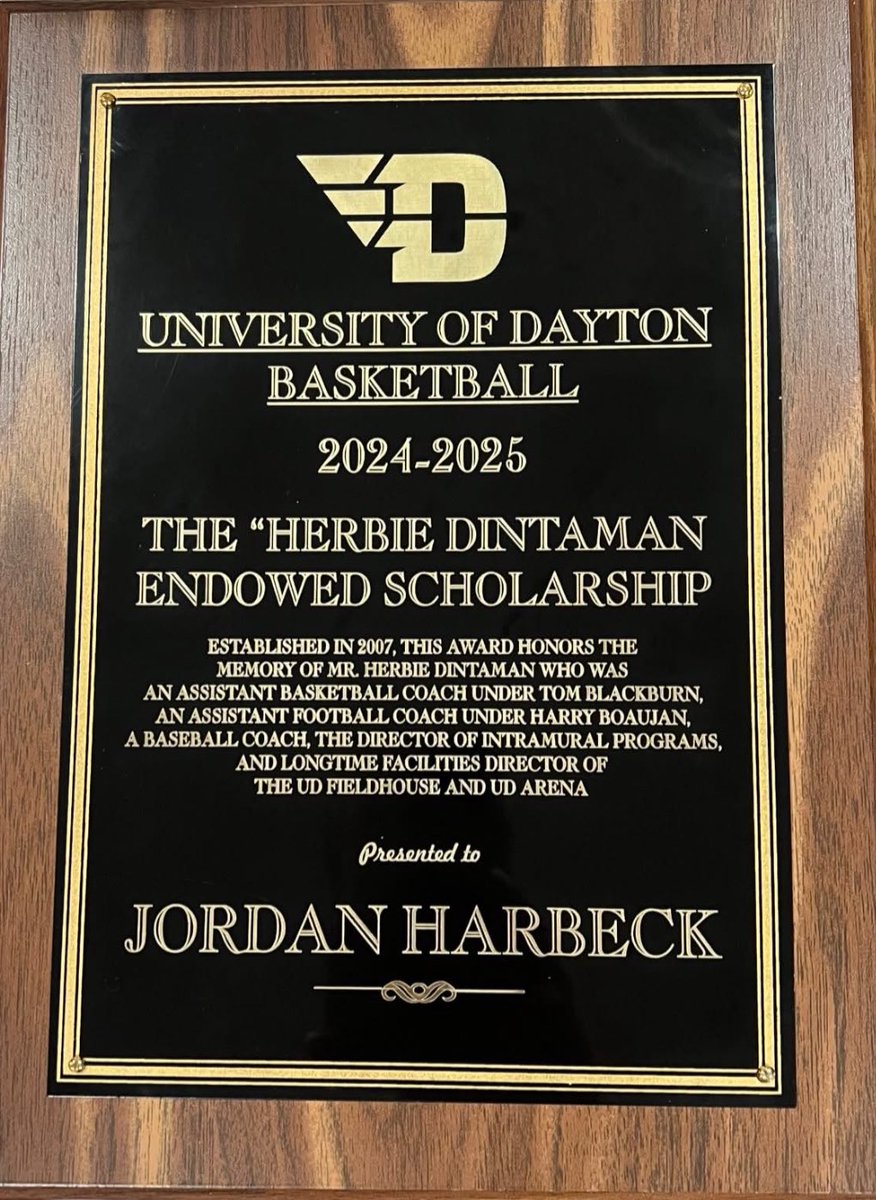 D
UNIVERSITY OF DAYTON
BASKETBALL
2024-2025
THE "HERBIE DINTAMAN
ENDOWED SCHOLARSHIP
ESTABLISHED IN 2007, THIS AWARD HONORS THE
MEMORY OF MR. HERBIE DINTAMAN WHO WAS
AN ASSISTANT BASKETBALL COACH UNDER TOM BLACKBURN,
AN ASSISTANT FOOTBALL COACH UNDER HARRY BOAUJAN,
A BASEBALL COACH, THE DIRECTOR OF INTRAMURAL PROGRAMS,
AND LONGTIME FACILITIES DIRECTOR OF
THE UD FIELDHOUSE AND UD ARENA
Presented to
JORDAN HARBECK